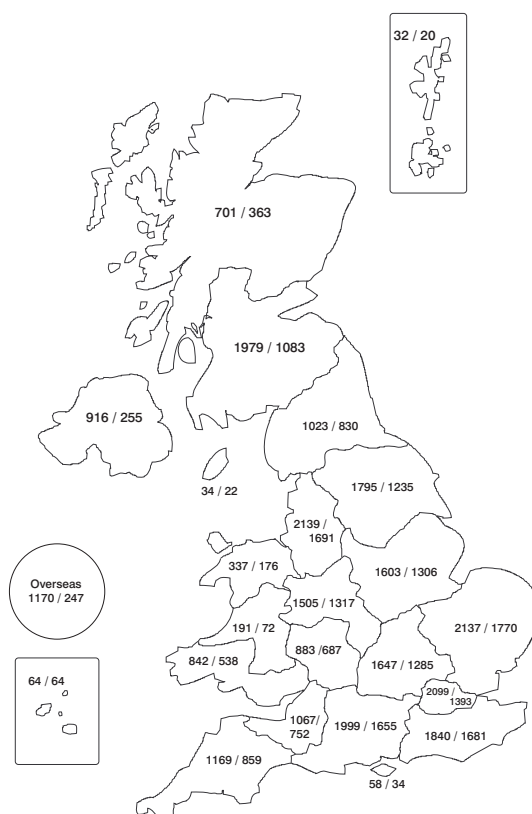 32 / 20
701 / 363
1979 / 1083
916 / 255
1023 / 830
34 / 22
1795 / 1235
2139 /
1691
337 / 176
1603 / 1306
Overseas
1170 / 247
1505 / 1317
191 / 72
883 /687
2137 / 1770
842 / 538
1647 / 1285
64 / 64
2099 /
1393
1067/
752
1999 / 1655
1840 / 1681
1169 / 859
58 / 34